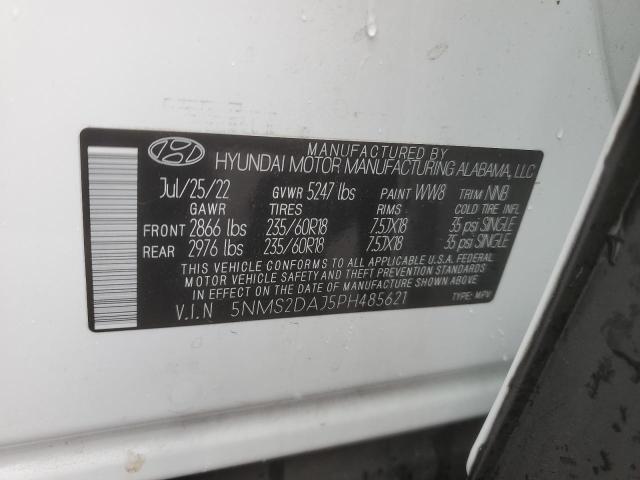 MANUFACTURED BY
HYUNDAI MOTOR MANUFACTURING ALABAMA, LLC
Jul/25/22 GVWR 5247 lbs PAINT WW8 TRIM NNB
GAWR TIRES RIMS COLD TIRE INFL
FRONT 2866 lbs 235/60R18 7.5JX18 35 psi SINGLE
REAR 2976 lbs 235/60R18 7.5JX18 35 psi SINGLE
THIS VEHICLE CONFORMS TO ALL APPLICABLE U.S.A. FEDERAL
MOTOR VEHICLE SAFETY AND THEFT PREVENTION STANDARDS IN
EFFECT ON THE DATE OF MANUFACTURE SHOWN ABOVE.
V.I.N 5NMS2DAJ5PH485621 TYPE: MPV